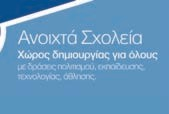 Ανοιχτά Σχολεία
Χώρος δημιουργίας για όλους
με δράσεις πολιτισμού, εκπαίδευσης,
τεχνολογίας, άθλησης.